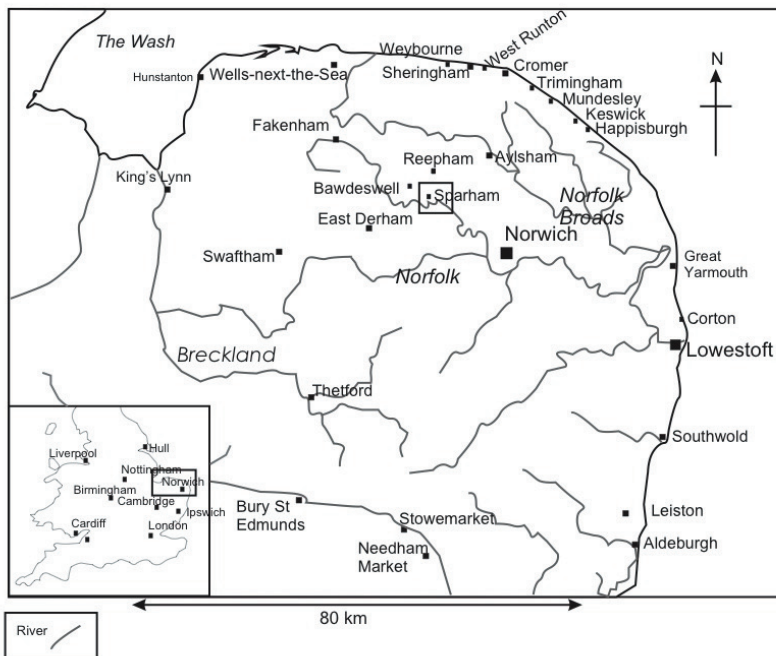 The Wash
Hunstanton
Wells-next-the-Sea
Weybourne
Sheringham
West Runton
Cromer
Trimingham
Mundesley
Keswick
Happisburgh
N
Fakenham
Reepham
Aylsham
King's Lynn
Bawdeswell
Sparham
Norfolk
Broads
East Derham
Norwich
Swaftham
Norfolk
Great
Yarmouth
Corton
Lowestoft
Breckland
Thetford
Southwold
Liverpool
Hull
Nottingham
Norwich
Birmingham
Cambridge
Ipswich
Cardiff
London
Bury St
Edmunds
Stowemarket
Needham
Market
Leiston
Aldeburgh
80 km
River